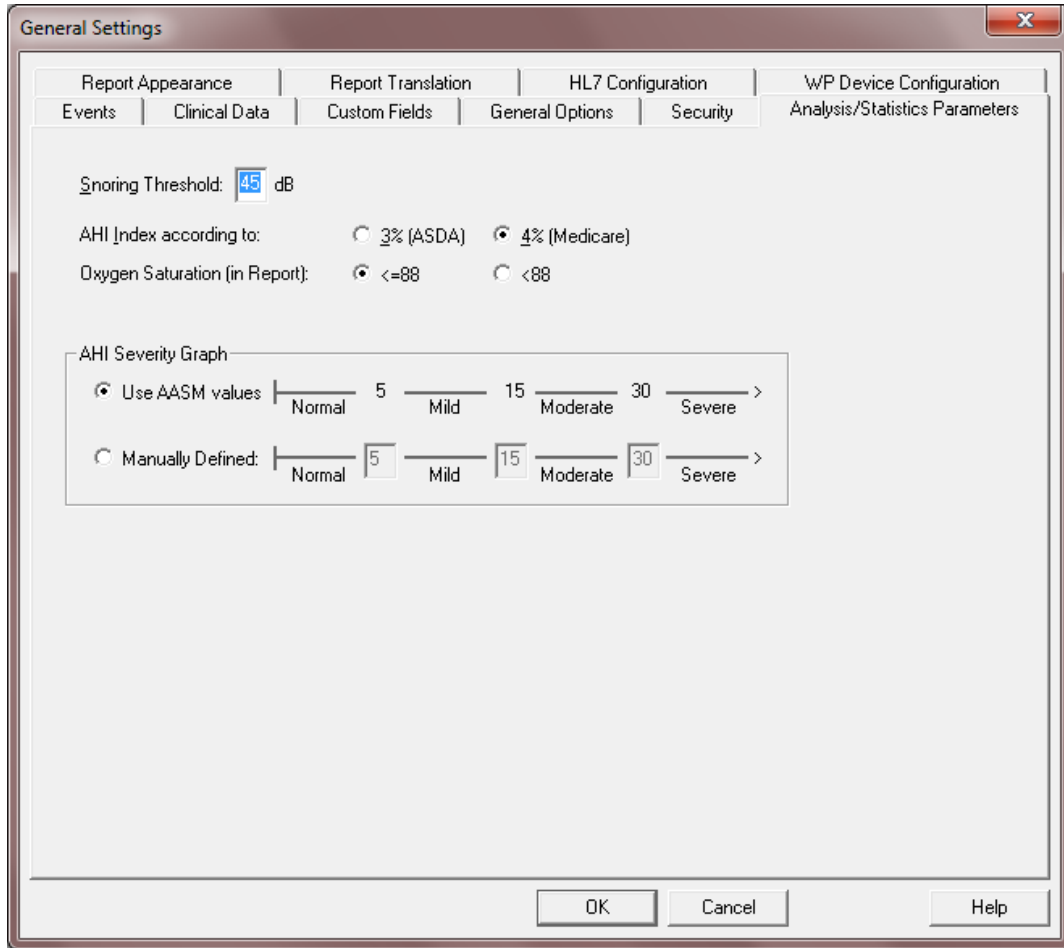 General Settings
Report Appearance Report Translation HL7 Configuration WP Device Configuration
Events Clinical Data Custom Fields General Options Security Analysis/Statistics Parameters
Snoring Threshold: 45 dB
AHI Index according to: 3% (ASDA) 4% (Medicare)
Oxygen Saturation (in Report): <=88 <88
AHI Severity Graph
Use AASM values 5 15 30 >
Normal Mild Moderate Severe
Manually Defined: 5 15 30 >
Normal Mild Moderate Severe
OK Cancel Help